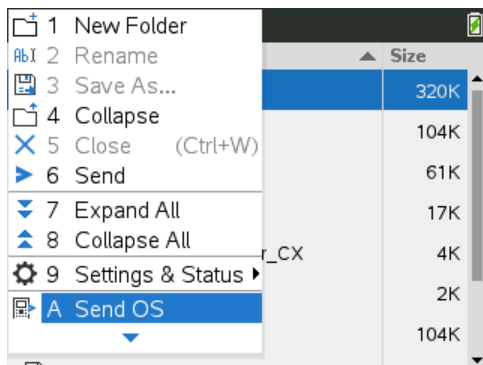 1 New Folder
AbI 2 Rename
Size
3 Save As...
320K
4 Collapse
104K
5 Close (Ctrl+W)
6 Send
61K
7 Expand All
17K
8 Collapse All
r_CX
4K
9 Settings & Status
2K
A Send OS
104K